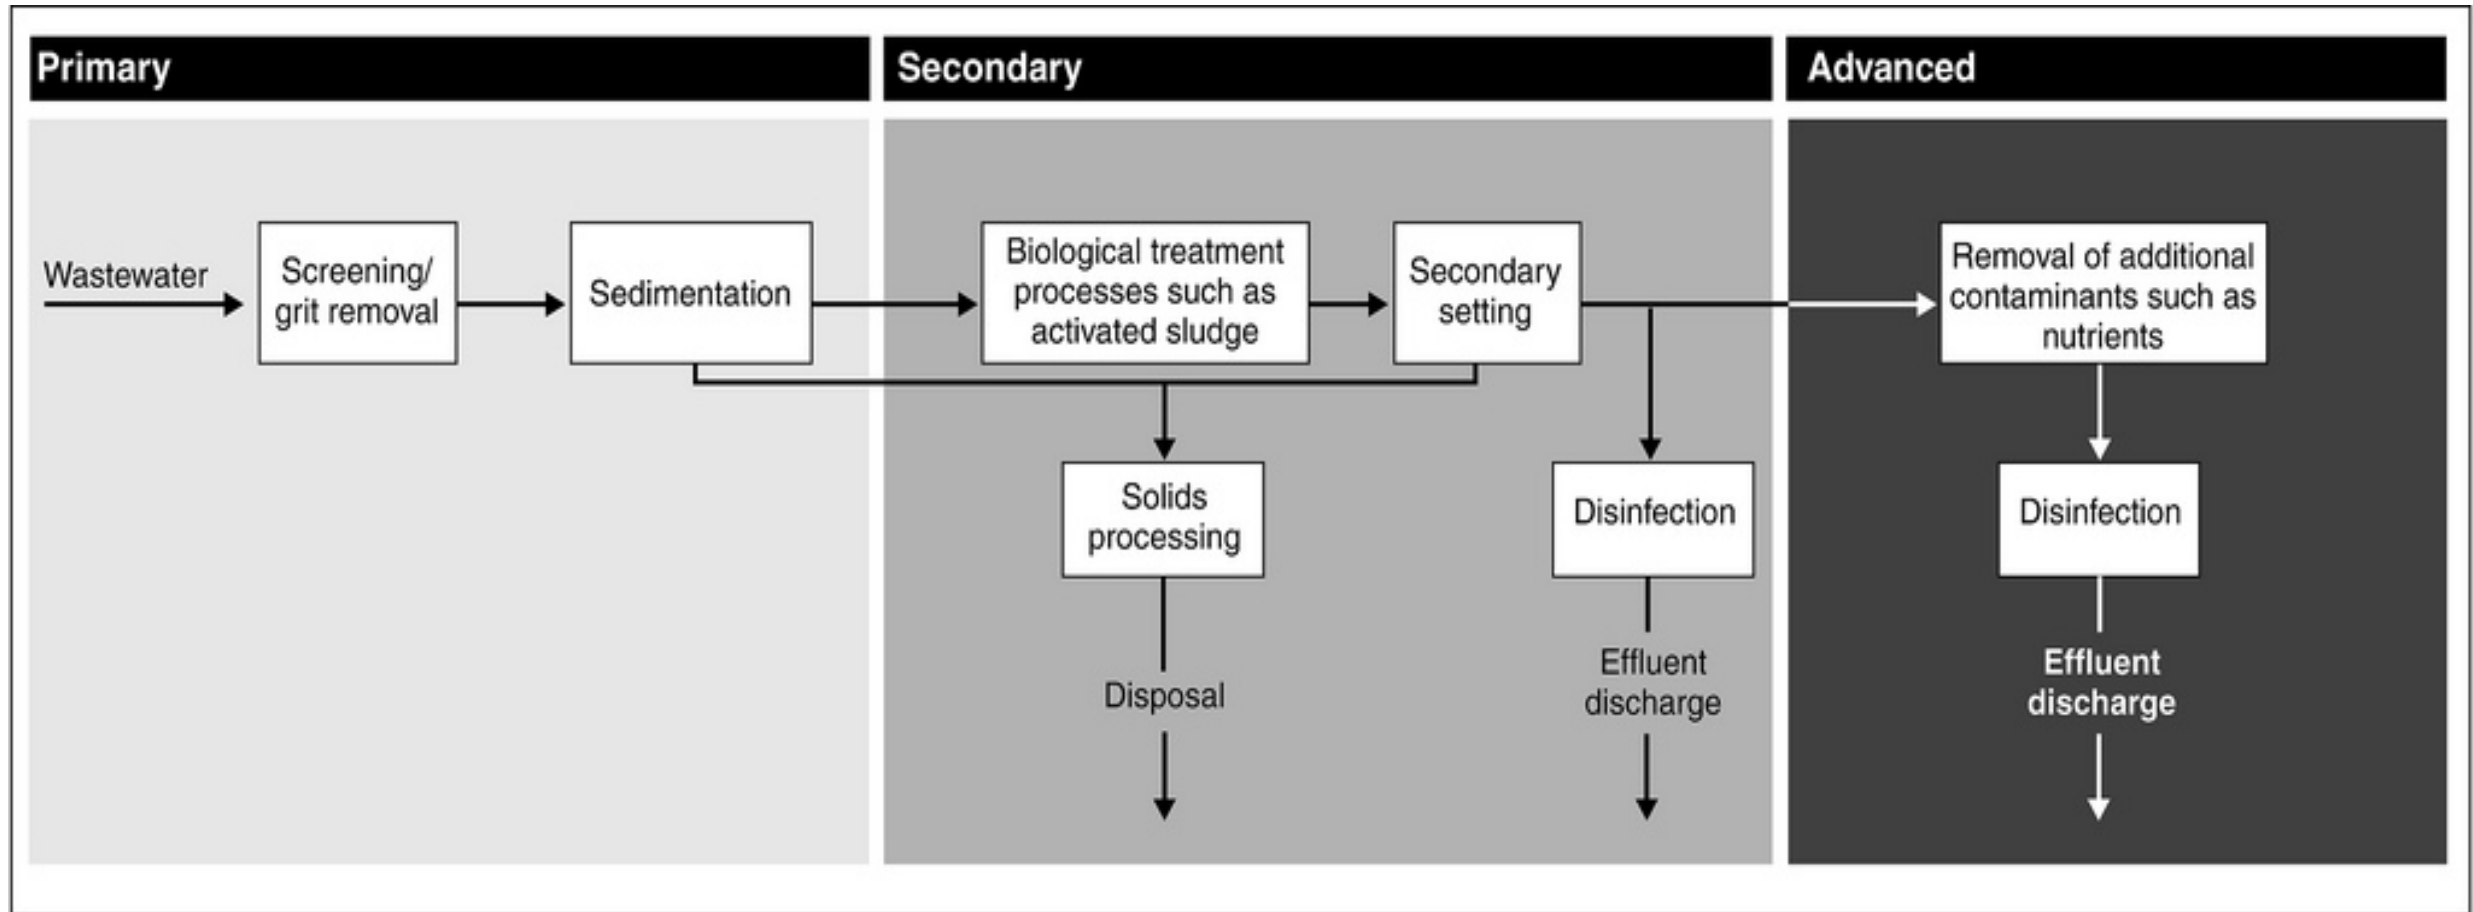 Primary
Secondary
Advanced
Wastewater
Screening/
grit removal
Sedimentation
Biological treatment
processes such as
activated sludge
Secondary
setting
Removal of additional
contaminants such as
nutrients
Solids
processing
Disinfection
Disinfection
Disposal
Effluent
discharge
Effluent
discharge